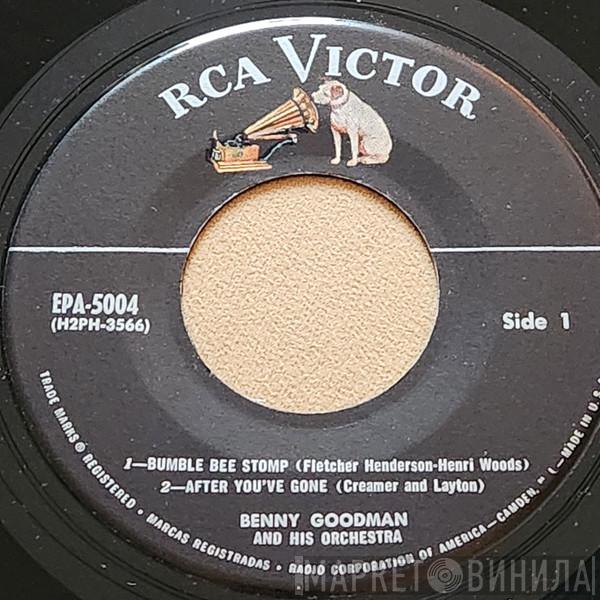 RCA VICTOR
EPA-5004
(H2PH-3566)
Side 1
1—BUMBLE BEE STOMP (Fletcher Henderson-Henri Woods)
2—AFTER YOU'VE GONE (Creamer and Layton)
BENNY GOODMAN
AND HIS ORCHESTRA
TRADE MARKS ® REGISTERED • MARCAS REGISTRADAS • RADIO CORPORATION OF AMERICA—CAMDEN, N. J.—MADE IN U.S.
МАРКЕТ ВИНИЛА